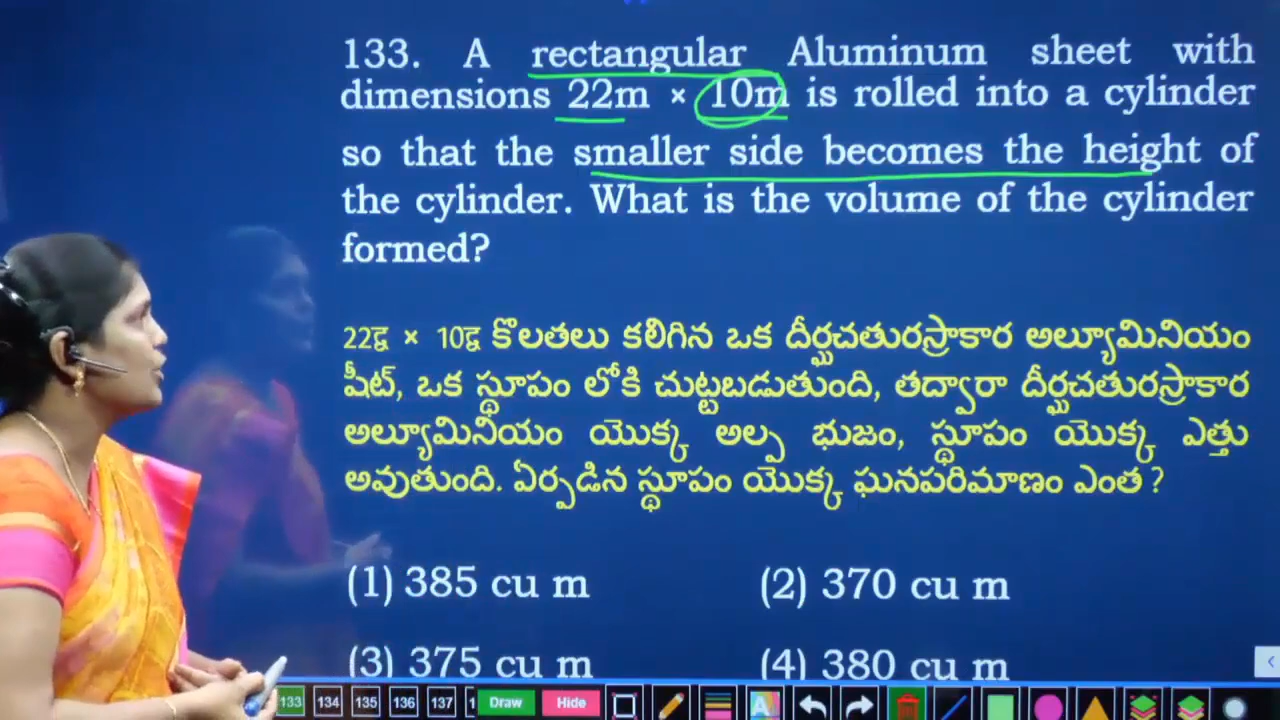 133. A rectangular Aluminum sheet with
dimensions 22m × 10m is rolled into a cylinder
so that the smaller side becomes the height of
the cylinder. What is the volume of the cylinder
formed?
22ద్ధ × 10ద్ధ కొలతలు కలిగిన ఒక దీర్ఘచతురస్రాకార అల్యూమినియం
షీట్, ఒక స్థూపం లోకి చుట్టబడుతుంది, తద్వారా దీర్ఘచతురస్రాకార
అల్యూమినియం యొక్క అల్ప భుజం, స్థూపం యొక్క ఎత్తు
అవుతుంది. ఏర్పడిన స్థూపం యొక్క ఘనపరిమాణం ఎంత?
(1) 385 cu m (2) 370 cu m
(3) 375 cu m (4) 380 cu m
133 134 135 136 137 1 Draw Hide A